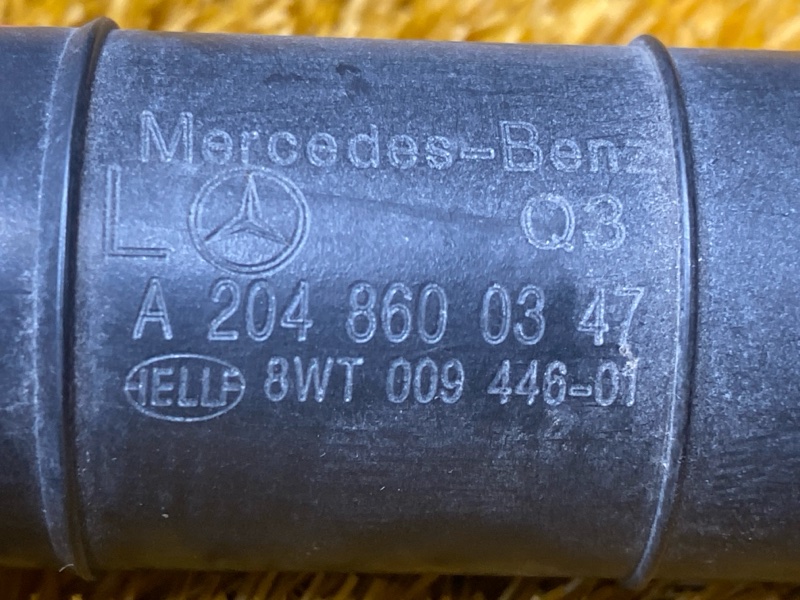 Mercedes-Benz
L Q3
A 204 860 03 47
HELLA 8WT 009 446-01